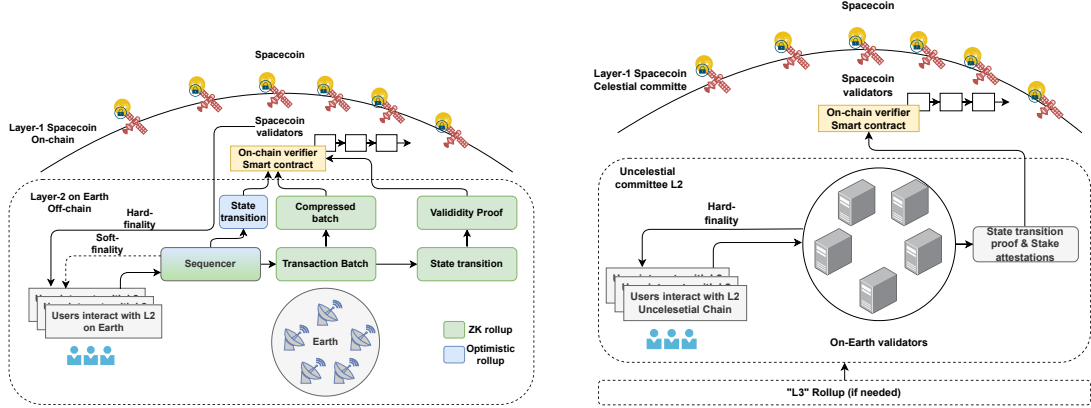 Spacecoin
Layer-1 Spacecoin
On-chain
Spacecoin
validators
On-chain verifier
Smart contract
Layer-2 on Earth
Off-chain
Hard-
finality
Soft-
finality
State
transition
Compressed
batch
Valididity Proof
Sequencer
Transaction Batch
State transition
Users interact with L2
on Earth
Earth
ZK rollup
Optimistic
rollup
Spacecoin
Layer-1 Spacecoin
Celestial committe
Spacecoin
validators
On-chain verifier
Smart contract
Uncelestial
committee L2
Hard-
finality
State transition
proof & Stake
attestations
Users interact with L2
Uncelesetial Chain
On-Earth validators
"L3" Rollup (if needed)